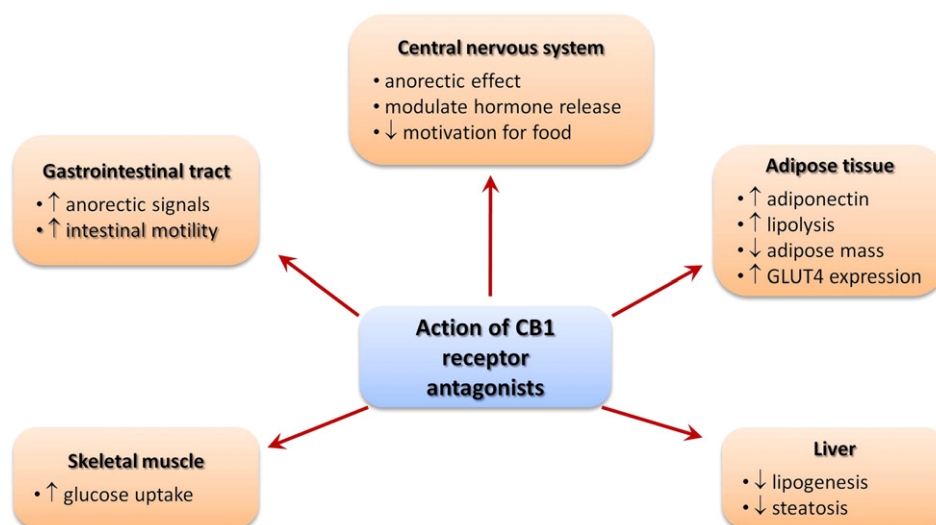 Central nervous system
• anorectic effect
• modulate hormone release
• ↓ motivation for food
Gastrointestinal tract
• ↑ anorectic signals
• ↑ intestinal motility
Adipose tissue
• ↑ adiponectin
• ↑ lipolysis
• ↓ adipose mass
• ↑ GLUT4 expression
Action of CB1
receptor
antagonists
Skeletal muscle
• ↑ glucose uptake
Liver
• ↓ lipogenesis
• ↓ steatosis